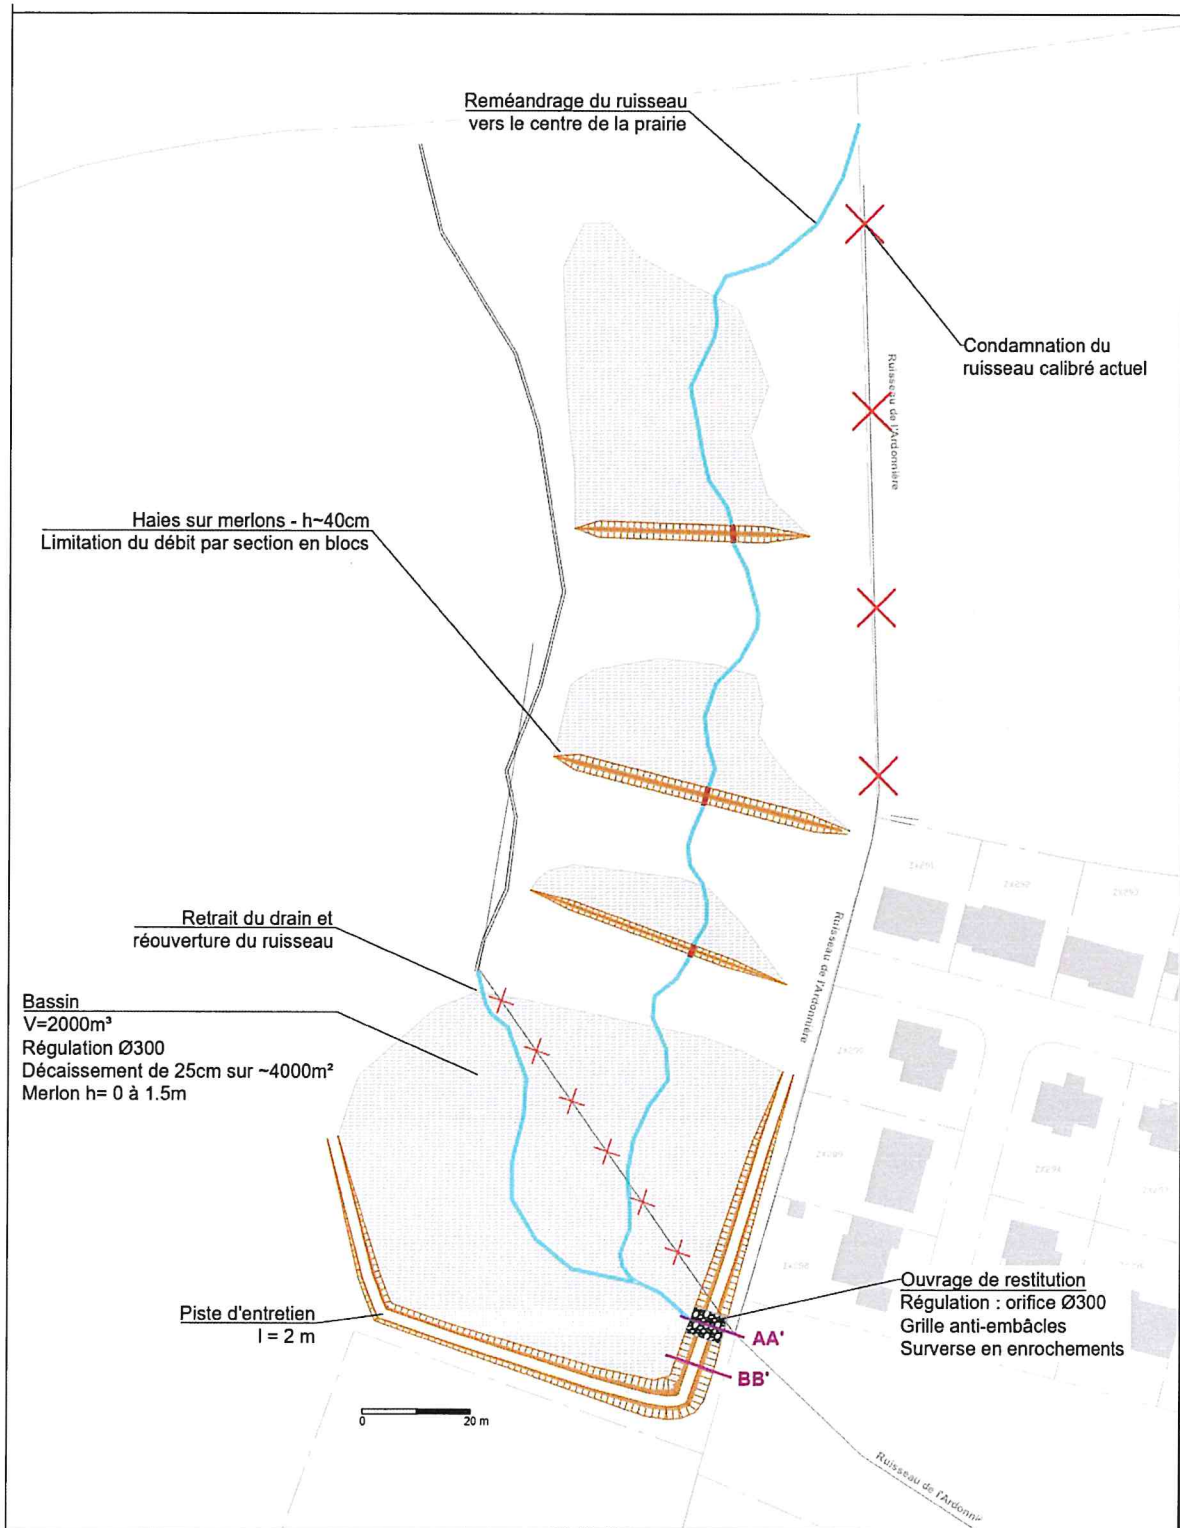 Reméandrage du ruisseau
vers le centre de la prairie
Condamnation du
ruisseau calibré actuel
Ruisseau de l'Ardonnière
Haies sur merlons - h~40cm
Limitation du débit par section en blocs
Retrait du drain et
réouverture du ruisseau
Ruisseau de l'Ardonnière
Bassin
V=2000m³
Régulation Ø300
Décaissement de 25cm sur ~4000m²
Merlon h= 0 à 1.5m
Piste d'entretien
l = 2 m
Ouvrage de restitution
Régulation : orifice Ø300
Grille anti-embâcles
Surverse en enrochements
AA'
BB'
0 20 m
Ruisseau de l'Ardonniè